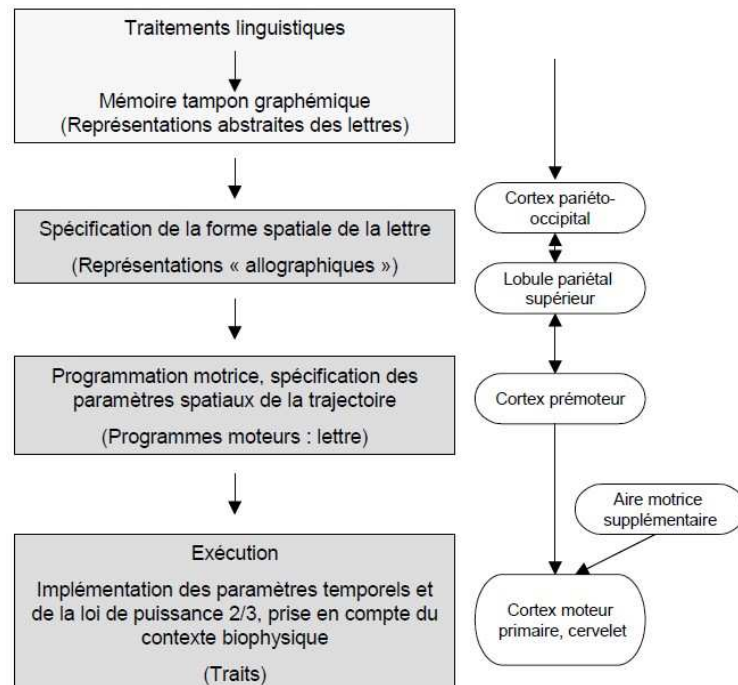 Traitements linguistiques
Mémoire tampon graphémique
(Représentations abstraites des lettres)
Spécification de la forme spatiale de la lettre
(Représentations « allographiques »)
Programmation motrice, spécification des
paramètres spatiaux de la trajectoire
(Programmes moteurs : lettre)
Exécution
Implémentation des paramètres temporels et
de la loi de puissance 2/3, prise en compte du
contexte biophysique
(Traits)
Cortex pariéto-
occipital
Lobule pariétal
supérieur
Cortex prémoteur
Aire motrice
supplémentaire
Cortex moteur
primaire, cervelet